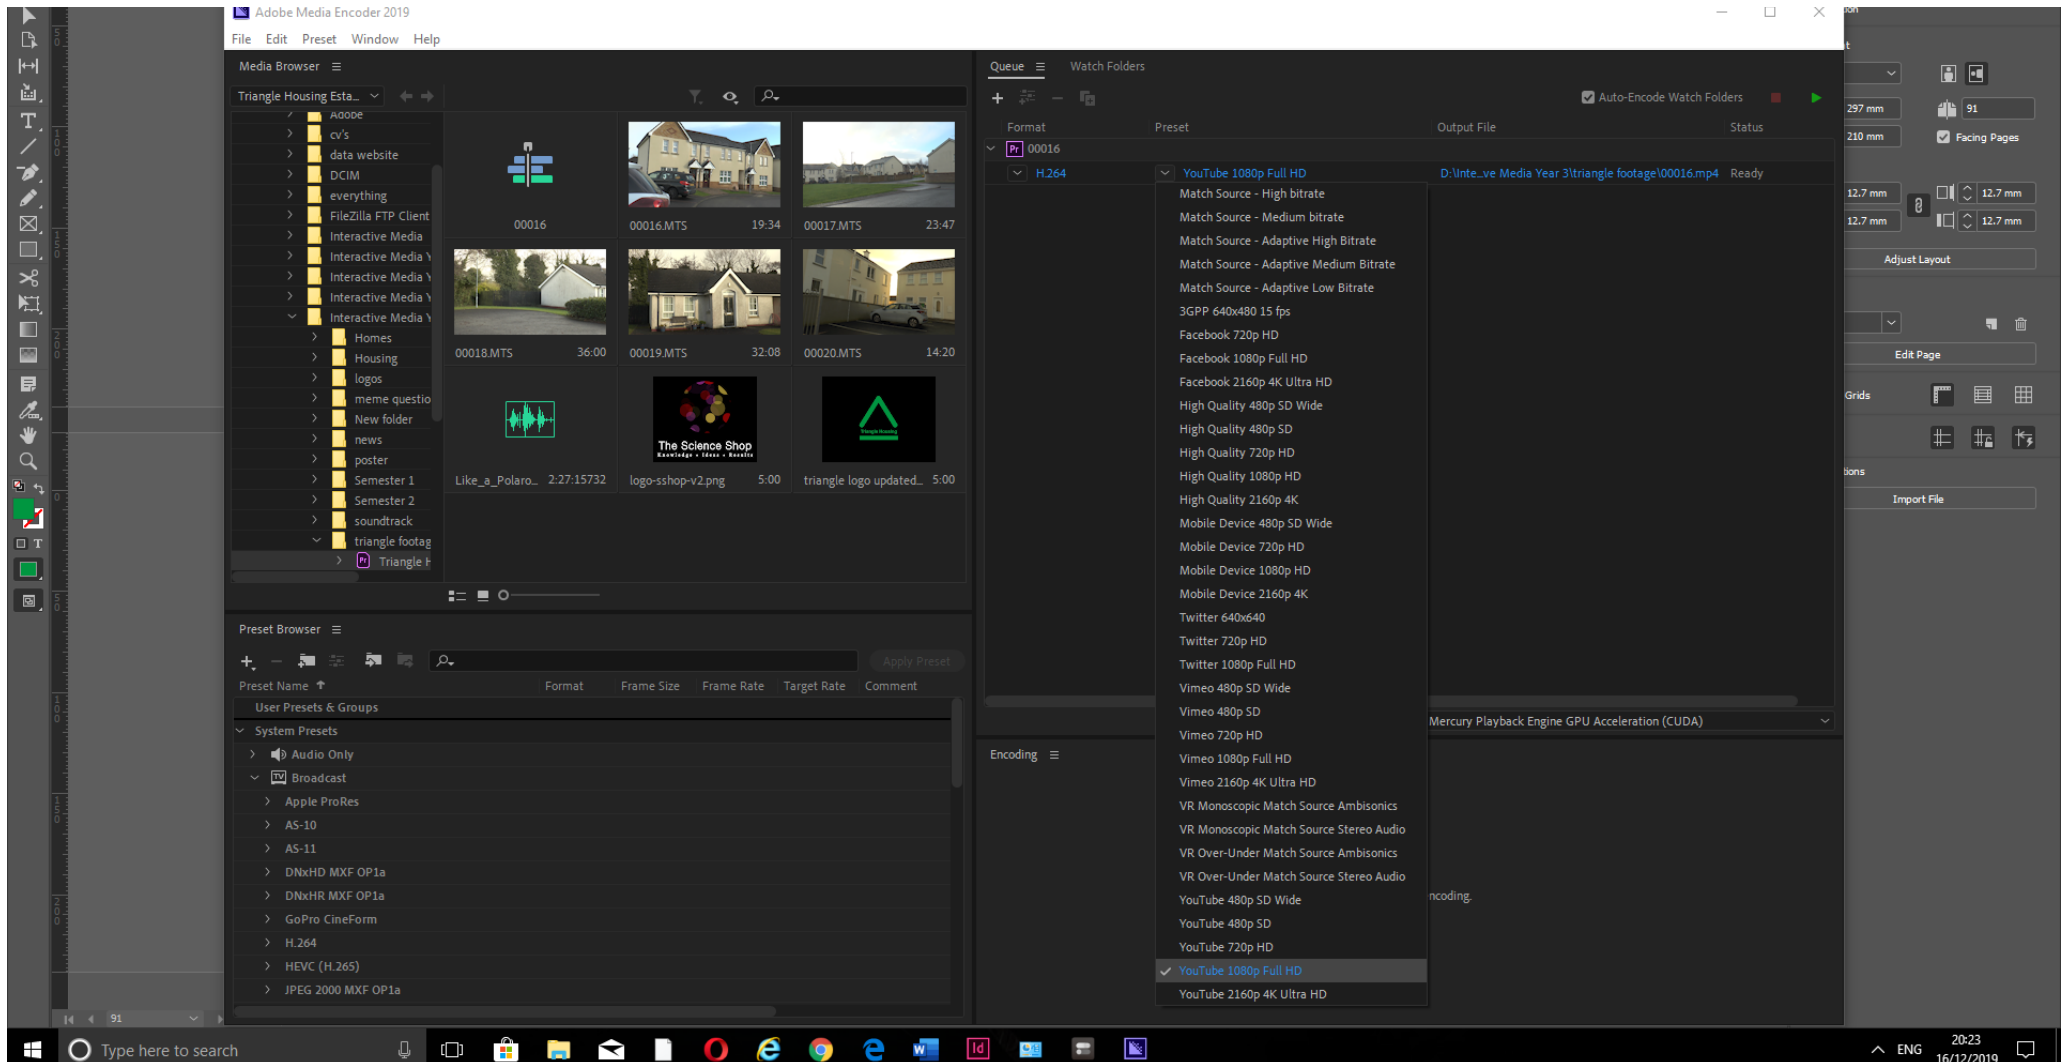 Adobe Media Encoder 2019
File Edit Preset Window Help
Media Browser
Triangle Housing Esta...
Adobe
cv's
data website
DCIM
everything
FileZilla FTP Client
Interactive Media
Interactive Media Y
Interactive Media Y
Interactive Media Y
Interactive Media Y
Homes
Housing
logos
meme questio
New folder
news
poster
Semester 1
Semester 2
soundtrack
triangle footag
Triangle H
00016
00016.MTS 19:34
00017.MTS 23:47
00018.MTS 36:00
00019.MTS 32:08
00020.MTS 14:20
The Science Shop
Knowledge • Ideas • Results
Triangle Housing
Like_a_Polaro... 2:27:15732
logo-sshop-v2.png 5:00
triangle logo updated... 5:00
Preset Browser
Apply Preset
Preset Name Format Frame Size Frame Rate Target Rate Comment
User Presets & Groups
System Presets
Audio Only
TV Broadcast
Apple ProRes
AS-10
AS-11
DNxHD MXF OP1a
DNxHR MXF OP1a
GoPro CineForm
H.264
HEVC (H.265)
JPEG 2000 MXF OP1a
Queue Watch Folders
Auto-Encode Watch Folders
Format Preset Output File Status
Pr 00016
H.264 YouTube 1080p Full HD D:\Inte...ve Media Year 3\triangle footage\00016.mp4 Ready
Match Source - High bitrate
Match Source - Medium bitrate
Match Source - Adaptive High Bitrate
Match Source - Adaptive Medium Bitrate
Match Source - Adaptive Low Bitrate
3GPP 640x480 15 fps
Facebook 720p HD
Facebook 1080p Full HD
Facebook 2160p 4K Ultra HD
High Quality 480p SD Wide
High Quality 480p SD
High Quality 720p HD
High Quality 1080p HD
High Quality 2160p 4K
Mobile Device 480p SD Wide
Mobile Device 720p HD
Mobile Device 1080p HD
Mobile Device 2160p 4K
Twitter 640x640
Twitter 720p HD
Twitter 1080p Full HD
Vimeo 480p SD Wide
Vimeo 480p SD
Vimeo 720p HD
Vimeo 1080p Full HD
Vimeo 2160p 4K Ultra HD
VR Monoscopic Match Source Ambisonics
VR Monoscopic Match Source Stereo Audio
VR Over-Under Match Source Ambisonics
VR Over-Under Match Source Stereo Audio
YouTube 480p SD Wide
YouTube 480p SD
YouTube 720p HD
YouTube 1080p Full HD
YouTube 2160p 4K Ultra HD
Mercury Playback Engine GPU Acceleration (CUDA)
Encoding
ncoding.
297 mm 91
210 mm Facing Pages
12.7 mm 12.7 mm
12.7 mm 12.7 mm
Adjust Layout
Edit Page
Grids
ions
Import File
91
Type here to search
ENG
20:23
16/12/2019